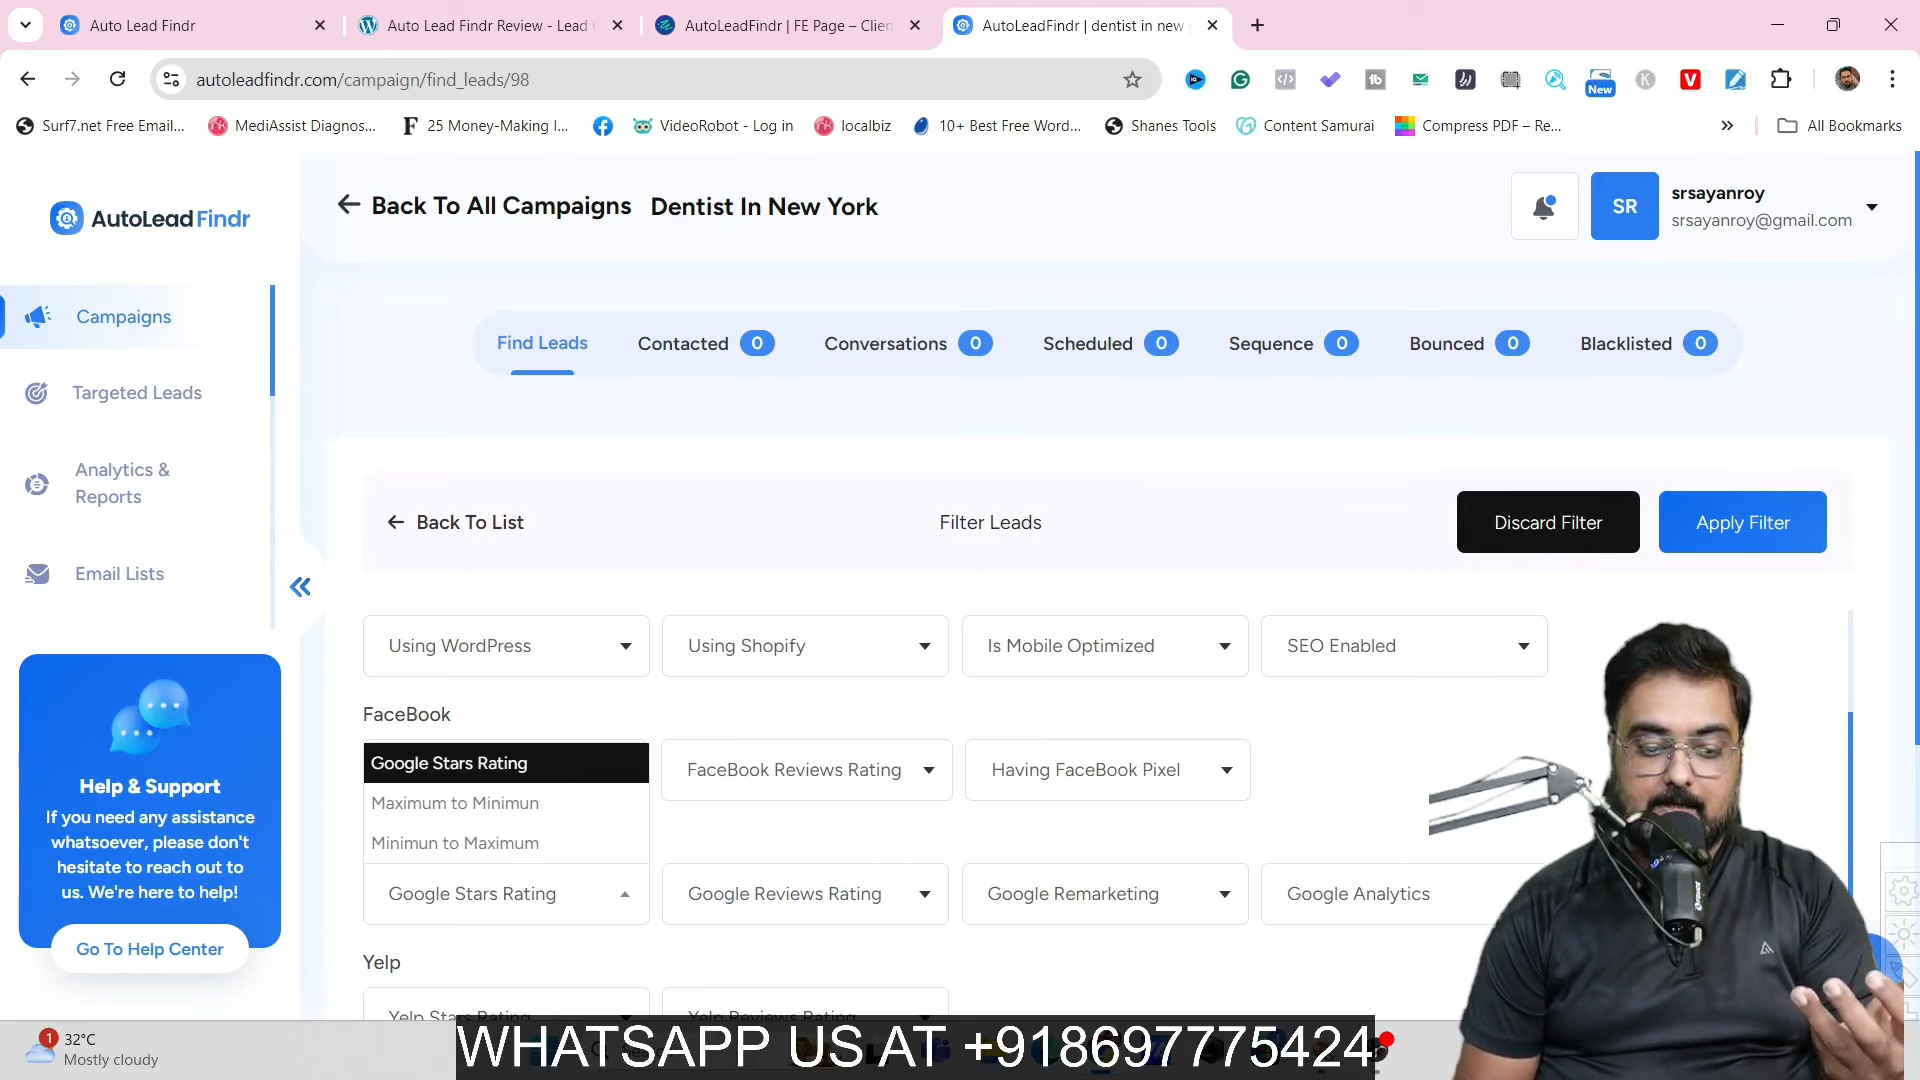 Auto Lead Findr
Auto Lead Findr Review - Lead
AutoLeadFindr | FE Page – Clien
AutoLeadFindr | dentist in new
autoleadfindr.com/campaign/find_leads/98
New
Surf7.net Free Email...
MediAssist Diagnos...
25 Money-Making I...
VideoRobot - Log in
localbiz
10+ Best Free Word...
Shanes Tools
Content Samurai
Compress PDF – Re...
All Bookmarks
AutoLeadFindr
Back To All Campaigns
Dentist In New York
SR
srsayanroy
srsayanroy@gmail.com
Campaigns
Targeted Leads
Analytics &
Reports
Email Lists
Find Leads
Contacted 0
Conversations 0
Scheduled 0
Sequence 0
Bounced 0
Blacklisted 0
Back To List
Filter Leads
Discard Filter
Apply Filter
Using WordPress
Using Shopify
Is Mobile Optimized
SEO Enabled
FaceBook
Google Stars Rating
Maximum to Minimun
Minimun to Maximum
FaceBook Reviews Rating
Having FaceBook Pixel
Google Stars Rating
Google Reviews Rating
Google Remarketing
Google Analytics
Yelp
Yelp Stars Rating
Yelp Reviews Rating
Help & Support
If you need any assistance
whatsoever, please don't
hesitate to reach out to
us. We're here to help!
Go To Help Center
1
32°C
Mostly cloudy
WHATSAPP US AT +918697775424